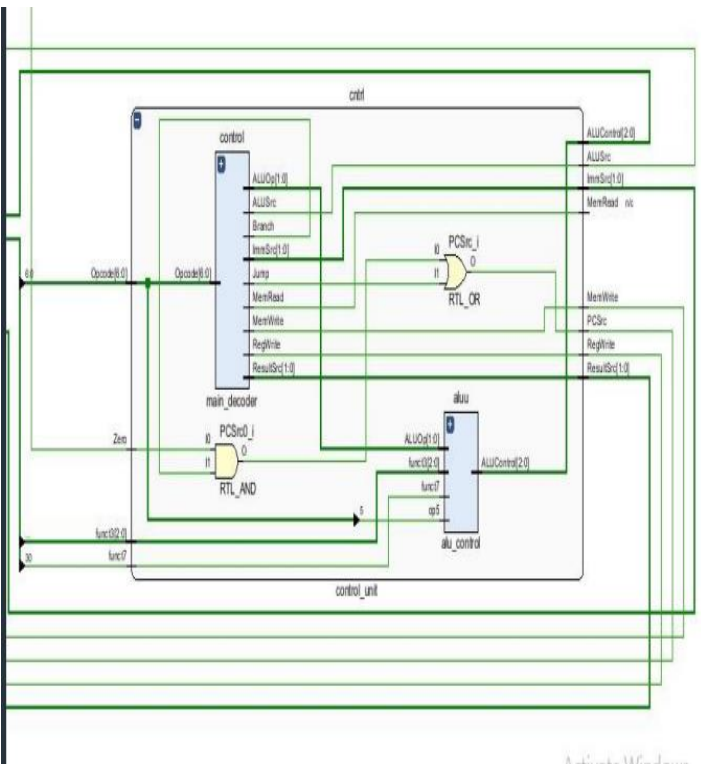 cntrl
control
ALUOp[1:0]
ALUSrc
Branch
ImmSrc[1:0]
Jump
MemRead
MemWrite
RegWrite
ResultSrc[1:0]
Opcode[6:0]
main_decoder
6:0
Opcode[6:0]
PCSrc_i
I0
I1
O
RTL_OR
ALUControl[2:0]
ALUSrc
ImmSrc[1:0]
MemRead n/c
MemWrite
PCSrc
RegWrite
ResultSrc[1:0]
Zero
PCSrc0_i
I0
I1
O
RTL_AND
aluu
ALUOp[1:0]
funct3[2:0]
funct7
op5
ALUControl[2:0]
alu_control
5
funct3[2:0]
30
funct7
control_unit